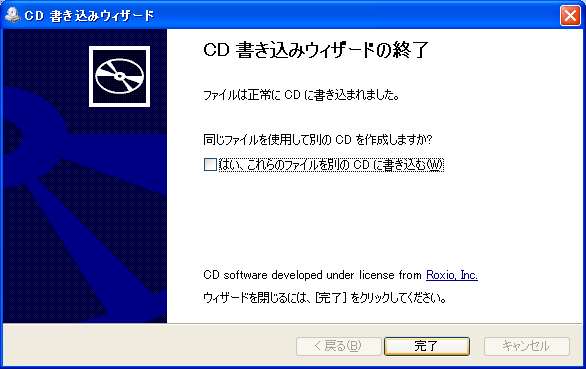 CD 書き込みウィザード
CD 書き込みウィザードの終了
ファイルは正常に CD に書き込まれました。
同じファイルを使用して別の CD を作成しますか?
はい、これらのファイルを別の CD に書き込む(W)
CD software developed under license from Roxio, Inc.
ウィザードを閉じるには、[完了] をクリックしてください。
< 戻る(B)
完了
キャンセル